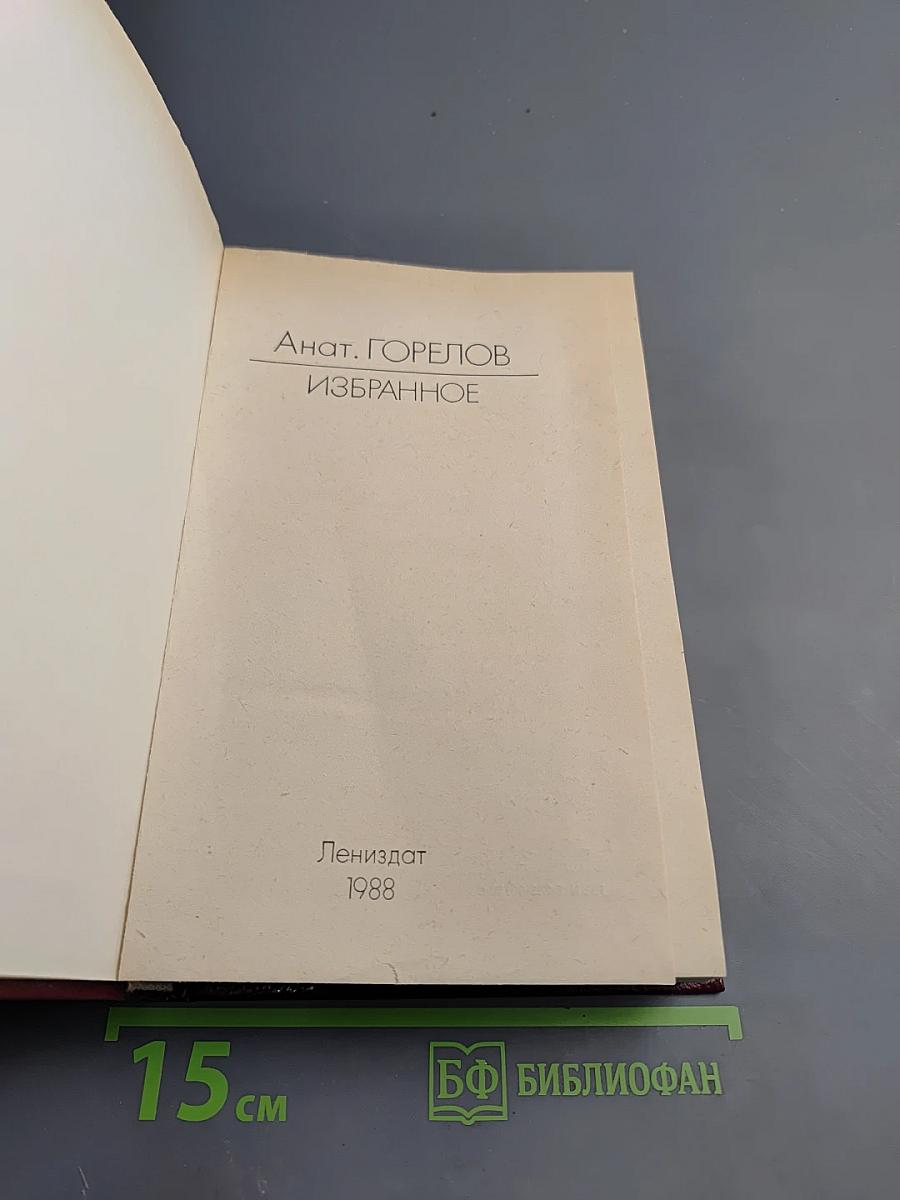 Анат. ГОРЕЛОВ
ИЗБРАННОЕ
Лениздат
1988
15 см
БФ БИБЛИОФАН